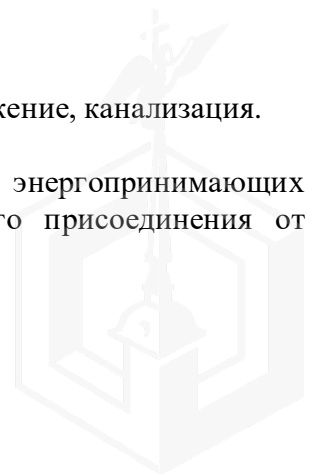 жение, канализация.
энергопринимающих
го присоединения от